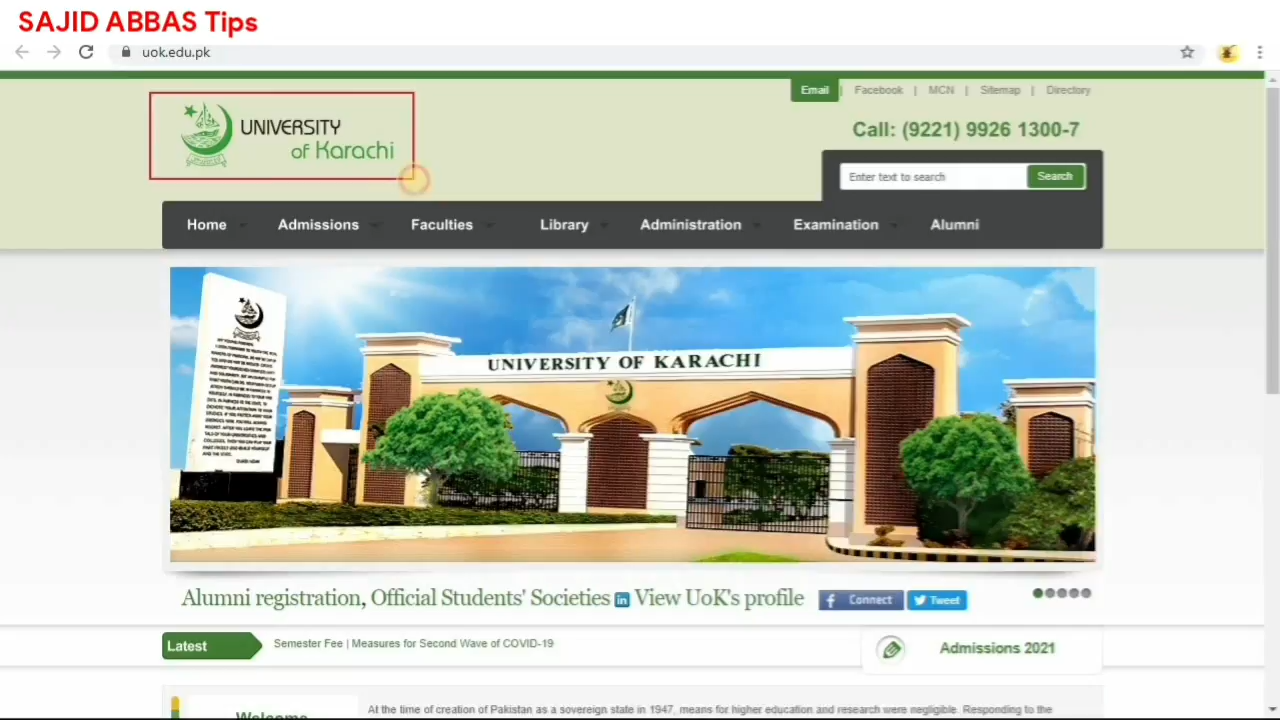 SAJID ABBAS Tips
uok.edu.pk
Email | Facebook | MCN | Sitemap | Directory
UNIVERSITY
of Karachi
Call: (9221) 9926 1300-7
Enter text to search Search
Home Admissions Faculties Library Administration Examination Alumni
UNIVERSITY OF KARACHI
Alumni registration, Official Students' Societies in View UoK's profile f Connect Tweet
Latest Semester Fee | Measures for Second Wave of COVID-19 Admissions 2021
Welcome At the time of creation of Pakistan as a sovereign state in 1947, means for higher education and research were negligible. Responding to the